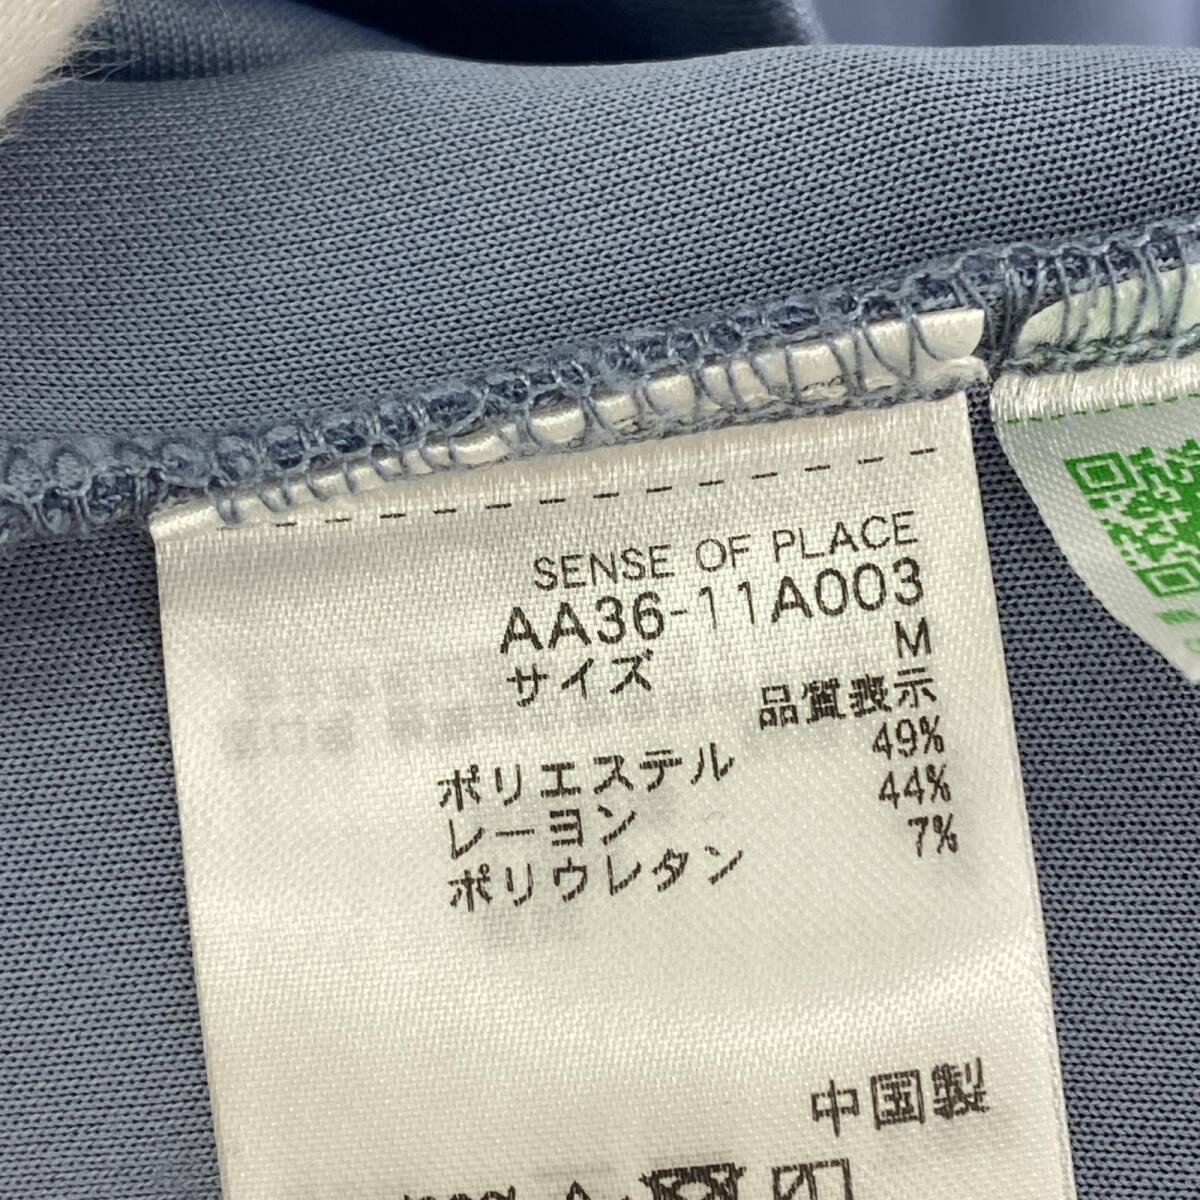 SENSE OF PLACE
AA36-11A003
サイズ M
品質表示
ポリエステル 49%
レーヨン 44%
ポリウレタン 7%
中国製